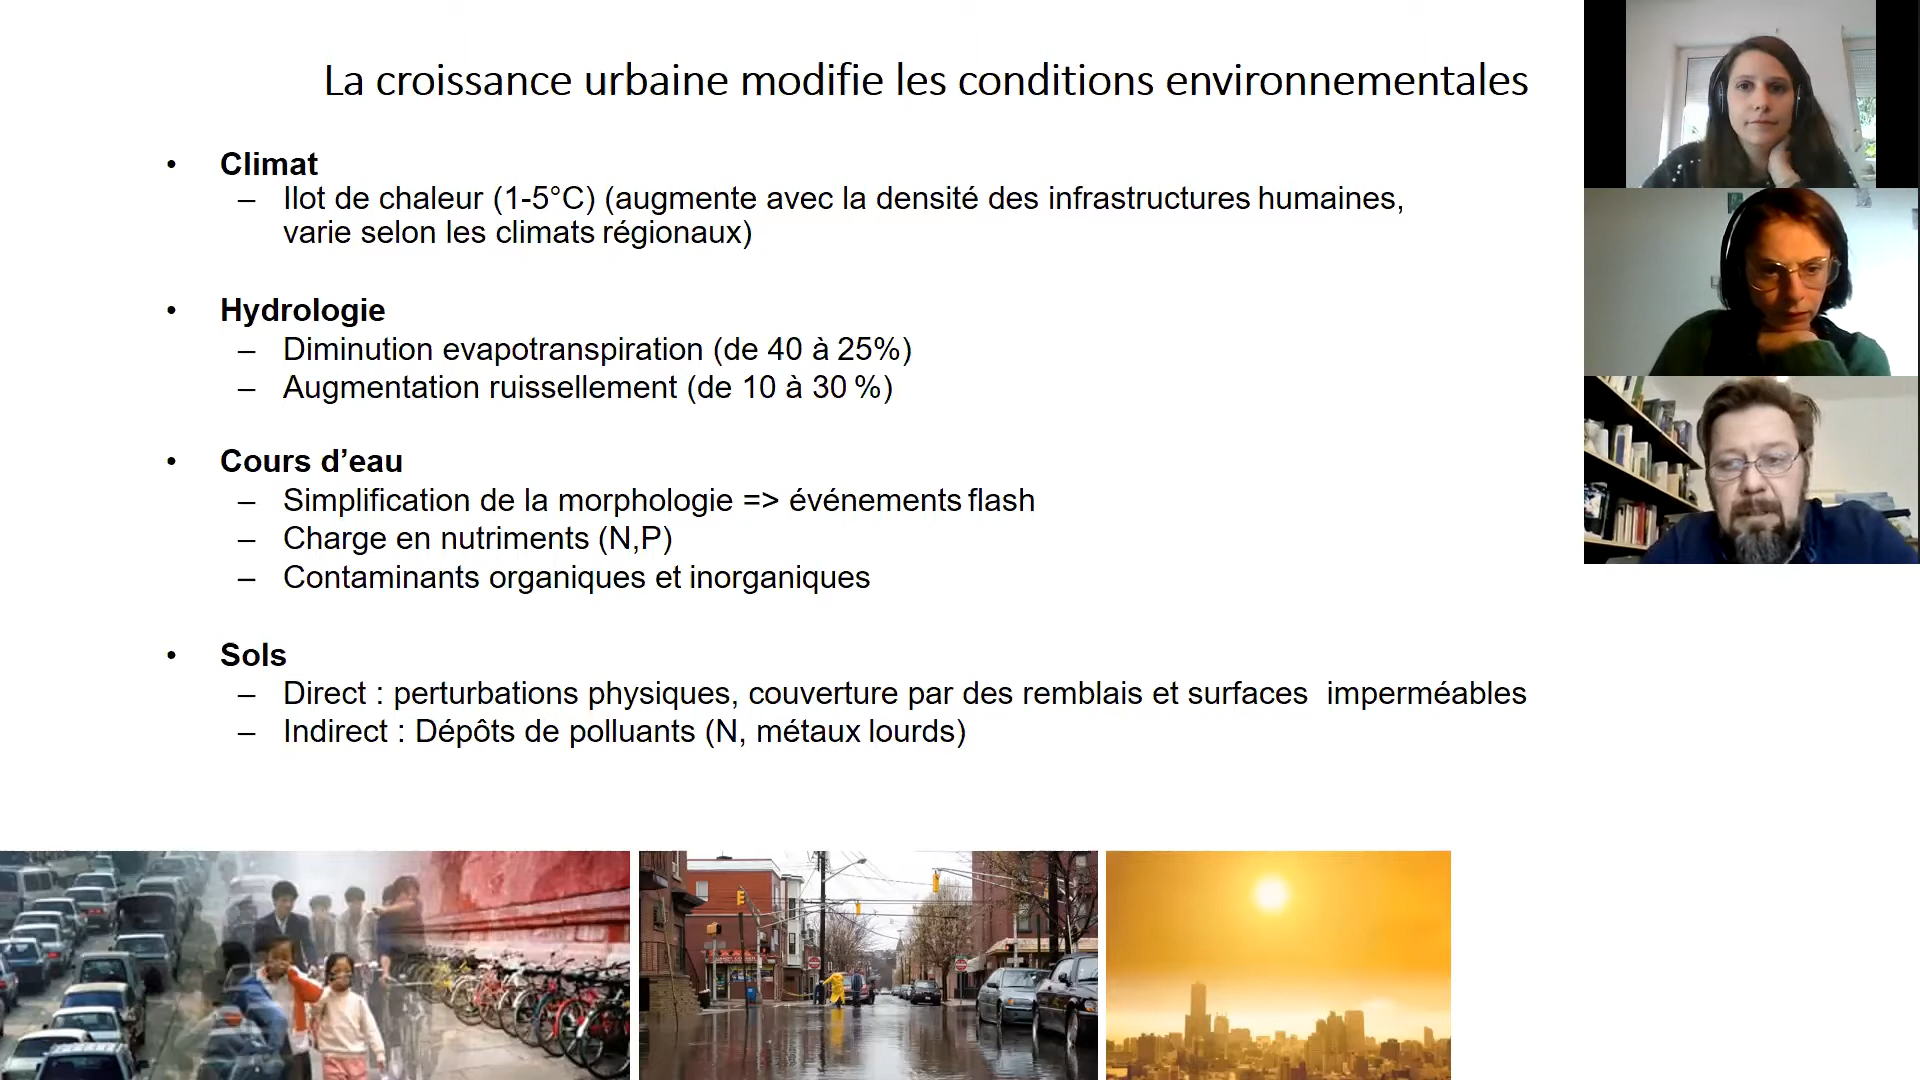 La croissance urbaine modifie les conditions environnementales
• Climat
– Ilot de chaleur (1-5°C) (augmente avec la densité des infrastructures humaines,
varie selon les climats régionaux)
• Hydrologie
– Diminution evapotranspiration (de 40 à 25%)
– Augmentation ruissellement (de 10 à 30 %)
• Cours d’eau
– Simplification de la morphologie => événements flash
– Charge en nutriments (N,P)
– Contaminants organiques et inorganiques
• Sols
– Direct : perturbations physiques, couverture par des remblais et surfaces imperméables
– Indirect : Dépôts de polluants (N, métaux lourds)